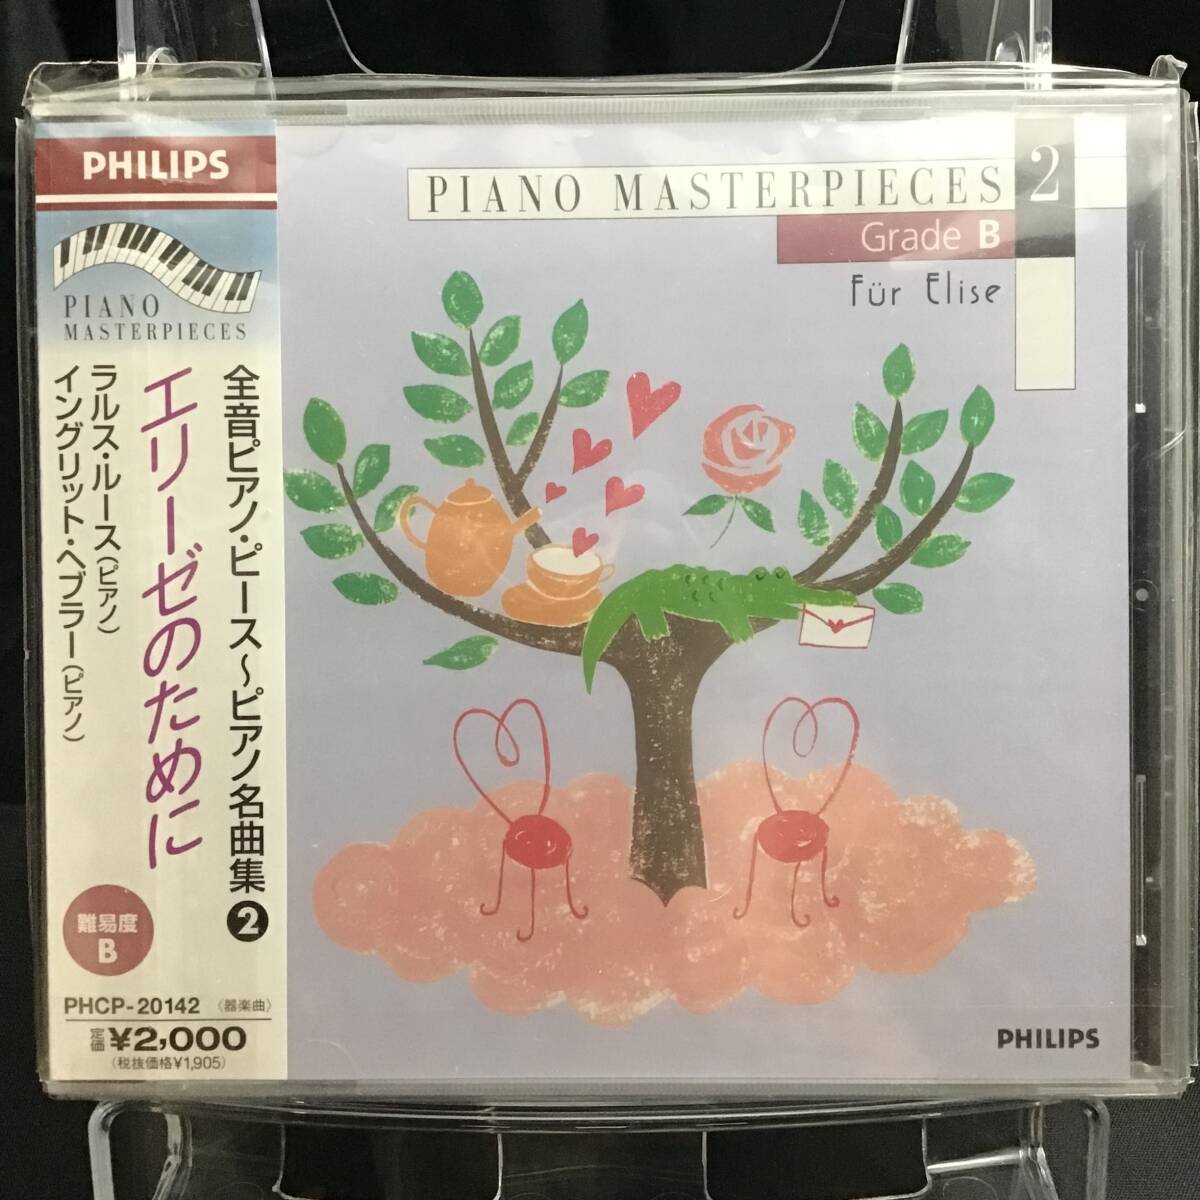 PHILIPS
PIANO
MASTERPIECES
全音ピアノ・ピース〜ピアノ名曲集❷
エリーゼのために
ラルス・ルース(ピアノ)
イングリット・ヘブラー(ピアノ)
難易度
B
PHCP-20142 〈器楽曲〉
定価 ¥2,000
(税抜価格¥1,905)
PIANO MASTERPIECES 2
Grade B
Für Elise
PHILIPS